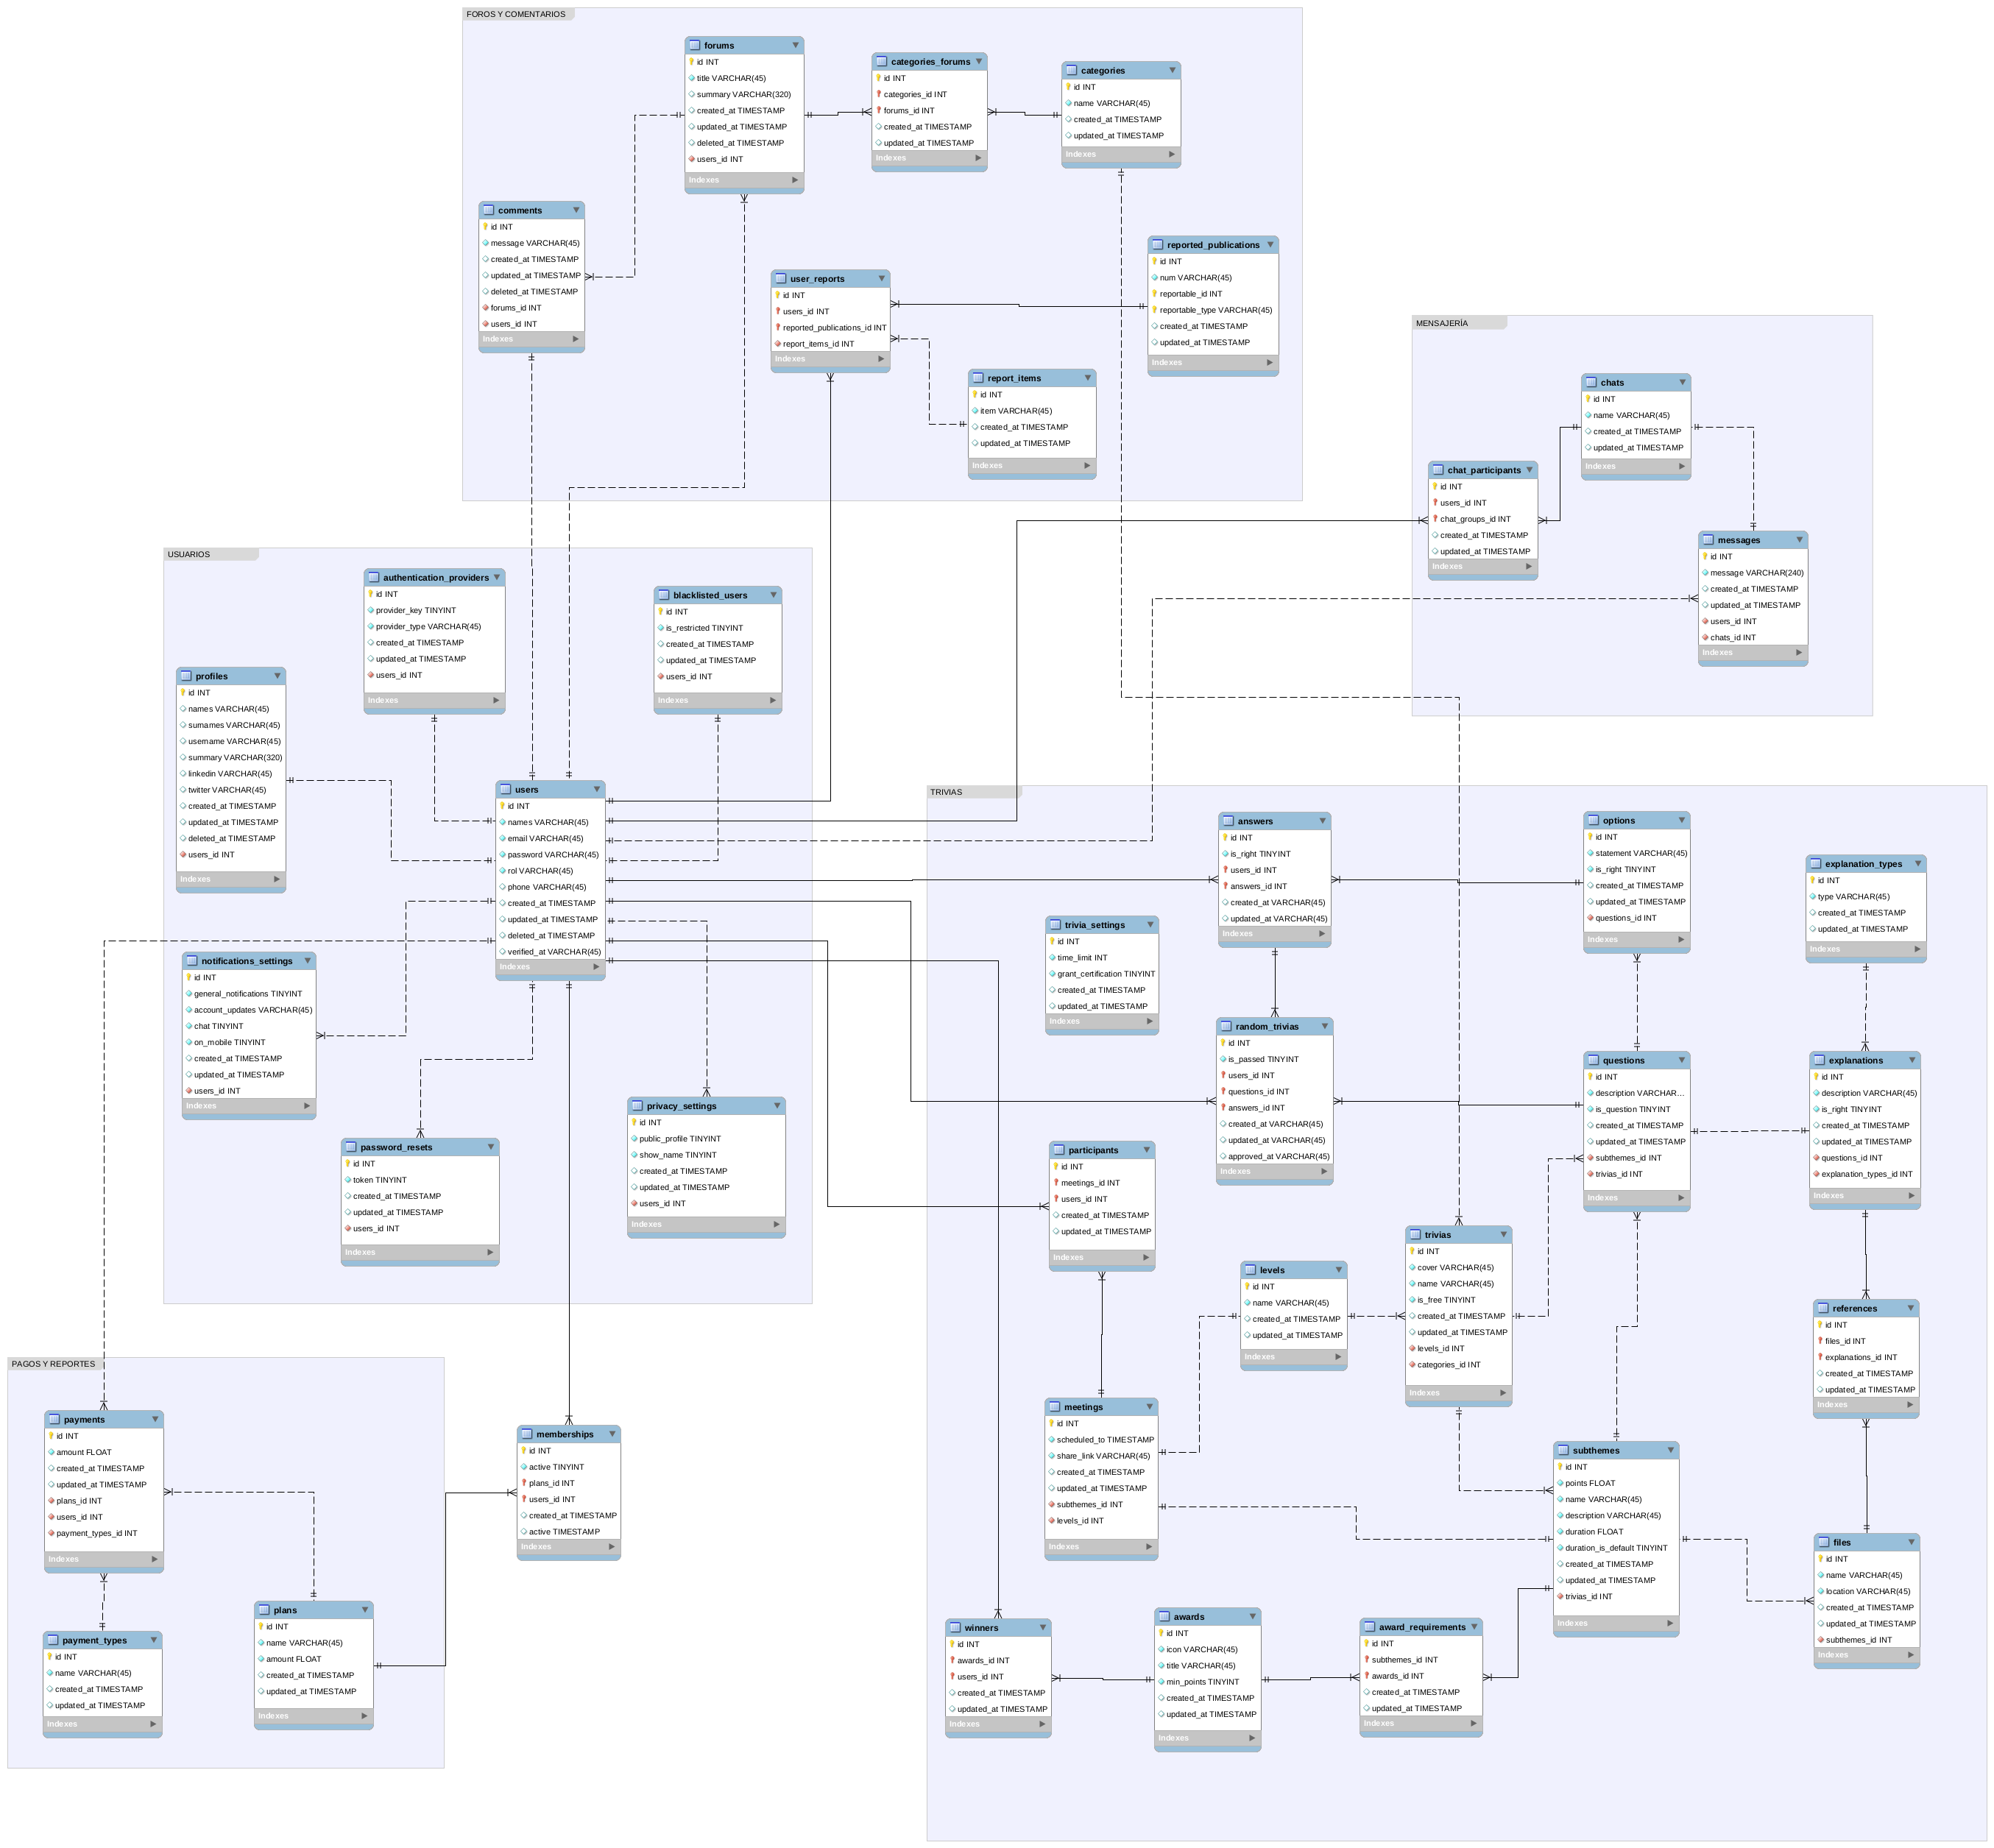 FOROS Y COMENTARIOS
forums
id INT
title VARCHAR(45)
summary VARCHAR(320)
created_at TIMESTAMP
updated_at TIMESTAMP
deleted_at TIMESTAMP
users_id INT
Indexes
categories_forums
id INT
categories_id INT
forums_id INT
created_at TIMESTAMP
updated_at TIMESTAMP
Indexes
categories
id INT
name VARCHAR(45)
created_at TIMESTAMP
updated_at TIMESTAMP
Indexes
comments
id INT
message VARCHAR(45)
created_at TIMESTAMP
updated_at TIMESTAMP
deleted_at TIMESTAMP
forums_id INT
users_id INT
Indexes
user_reports
id INT
users_id INT
reported_publications_id INT
report_items_id INT
Indexes
reported_publications
id INT
num VARCHAR(45)
reportable_id INT
reportable_type VARCHAR(45)
created_at TIMESTAMP
updated_at TIMESTAMP
Indexes
report_items
id INT
item VARCHAR(45)
created_at TIMESTAMP
updated_at TIMESTAMP
Indexes
MENSAJERÍA
chats
id INT
name VARCHAR(45)
created_at TIMESTAMP
updated_at TIMESTAMP
Indexes
chat_participants
id INT
users_id INT
chat_groups_id INT
created_at TIMESTAMP
updated_at TIMESTAMP
Indexes
messages
id INT
message VARCHAR(240)
created_at TIMESTAMP
updated_at TIMESTAMP
users_id INT
chats_id INT
Indexes
USUARIOS
authentication_providers
id INT
provider_key TINYINT
provider_type VARCHAR(45)
created_at TIMESTAMP
updated_at TIMESTAMP
users_id INT
Indexes
blacklisted_users
id INT
is_restricted TINYINT
created_at TIMESTAMP
updated_at TIMESTAMP
users_id INT
Indexes
profiles
id INT
names VARCHAR(45)
surnames VARCHAR(45)
username VARCHAR(45)
summary VARCHAR(320)
linkedin VARCHAR(45)
twitter VARCHAR(45)
created_at TIMESTAMP
updated_at TIMESTAMP
deleted_at TIMESTAMP
users_id INT
Indexes
users
id INT
names VARCHAR(45)
email VARCHAR(45)
password VARCHAR(45)
rol VARCHAR(45)
phone VARCHAR(45)
created_at TIMESTAMP
updated_at TIMESTAMP
deleted_at TIMESTAMP
verified_at VARCHAR(45)
Indexes
notifications_settings
id INT
general_notifications TINYINT
account_updates VARCHAR(45)
chat TINYINT
on_mobile TINYINT
created_at TIMESTAMP
updated_at TIMESTAMP
users_id INT
Indexes
password_resets
id INT
token TINYINT
created_at TIMESTAMP
updated_at TIMESTAMP
users_id INT
Indexes
privacy_settings
id INT
public_profile TINYINT
show_name TINYINT
created_at TIMESTAMP
updated_at TIMESTAMP
users_id INT
Indexes
TRIVIAS
answers
id INT
is_right TINYINT
users_id INT
answers_id INT
created_at VARCHAR(45)
updated_at VARCHAR(45)
Indexes
options
id INT
statement VARCHAR(45)
is_right TINYINT
created_at TIMESTAMP
updated_at TIMESTAMP
questions_id INT
Indexes
explanation_types
id INT
type VARCHAR(45)
created_at TIMESTAMP
updated_at TIMESTAMP
Indexes
trivia_settings
id INT
time_limit INT
grant_certification TINYINT
created_at TIMESTAMP
updated_at TIMESTAMP
Indexes
random_trivias
id INT
is_passed TINYINT
users_id INT
questions_id INT
answers_id INT
created_at VARCHAR(45)
updated_at VARCHAR(45)
approved_at VARCHAR(45)
Indexes
questions
id INT
description VARCHAR...
is_question TINYINT
created_at TIMESTAMP
updated_at TIMESTAMP
subthemes_id INT
trivias_id INT
Indexes
explanations
id INT
description VARCHAR(45)
is_right TINYINT
created_at TIMESTAMP
updated_at TIMESTAMP
questions_id INT
explanation_types_id INT
Indexes
participants
id INT
meetings_id INT
users_id INT
created_at TIMESTAMP
updated_at TIMESTAMP
Indexes
levels
id INT
name VARCHAR(45)
created_at TIMESTAMP
updated_at TIMESTAMP
Indexes
trivias
id INT
cover VARCHAR(45)
name VARCHAR(45)
is_free TINYINT
created_at TIMESTAMP
updated_at TIMESTAMP
levels_id INT
categories_id INT
Indexes
references
id INT
files_id INT
explanations_id INT
created_at TIMESTAMP
updated_at TIMESTAMP
Indexes
meetings
id INT
scheduled_to TIMESTAMP
share_link VARCHAR(45)
created_at TIMESTAMP
updated_at TIMESTAMP
subthemes_id INT
levels_id INT
Indexes
subthemes
id INT
points FLOAT
name VARCHAR(45)
description VARCHAR(45)
duration FLOAT
duration_is_default TINYINT
created_at TIMESTAMP
updated_at TIMESTAMP
trivias_id INT
Indexes
files
id INT
name VARCHAR(45)
location VARCHAR(45)
created_at TIMESTAMP
updated_at TIMESTAMP
subthemes_id INT
Indexes
winners
id INT
awards_id INT
users_id INT
created_at TIMESTAMP
updated_at TIMESTAMP
Indexes
awards
id INT
icon VARCHAR(45)
title VARCHAR(45)
min_points TINYINT
created_at TIMESTAMP
updated_at TIMESTAMP
Indexes
award_requirements
id INT
subthemes_id INT
awards_id INT
created_at TIMESTAMP
updated_at TIMESTAMP
Indexes
PAGOS Y REPORTES
payments
id INT
amount FLOAT
created_at TIMESTAMP
updated_at TIMESTAMP
plans_id INT
users_id INT
payment_types_id INT
Indexes
memberships
id INT
active TINYINT
plans_id INT
users_id INT
created_at TIMESTAMP
active TIMESTAMP
Indexes
plans
id INT
name VARCHAR(45)
amount FLOAT
created_at TIMESTAMP
updated_at TIMESTAMP
Indexes
payment_types
id INT
name VARCHAR(45)
created_at TIMESTAMP
updated_at TIMESTAMP
Indexes